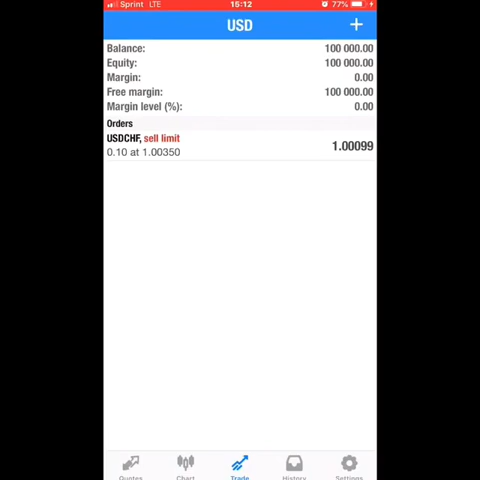 Sprint LTE 15:12 77%
USD +
Balance: 100 000.00
Equity: 100 000.00
Margin: 0.00
Free margin: 100 000.00
Margin level (%): 0.00
Orders
USDCHF, sell limit
0.10 at 1.00350 1.00099
Quotes Chart Trade History Settings